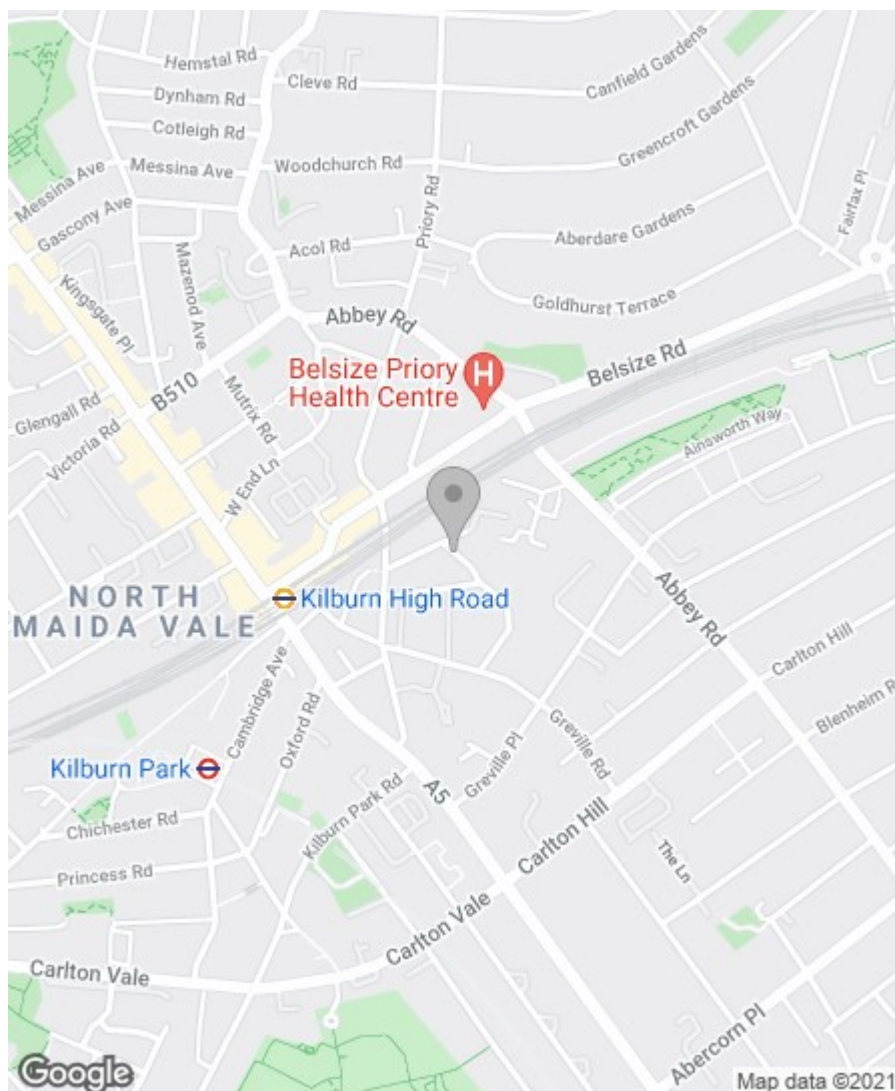 Hemstal Rd
Cleve Rd
Canfield Gardens
Dynham Rd
Cotleigh Rd
Greencroft Gardens
Messina Ave
Messina Ave
Woodchurch Rd
Gascony Ave
Priory Rd
Fairfax Pl
Mazenod Ave
Acol Rd
Aberdare Gardens
Kingsgate Pl
Goldhurst Terrace
Abbey Rd
Belsize Priory
Health Centre
H
Belsize Rd
B510
Glengall Rd
Mutrix Rd
Victoria Rd
Ainsworth Way
W End Ln
NORTH
MAIDA VALE
Kilburn High Road
Abbey Rd
Cambridge Ave
Carlton Hill
Oxford Rd
Blenheim R
Greville Pl
Greville Rd
Kilburn Park
A5
Kilburn Park Rd
Chichester Rd
Carlton Hill
The Ln
Princess Rd
Carlton Vale
Carlton Vale
Abercorn Pl
Google
Map data ©2021